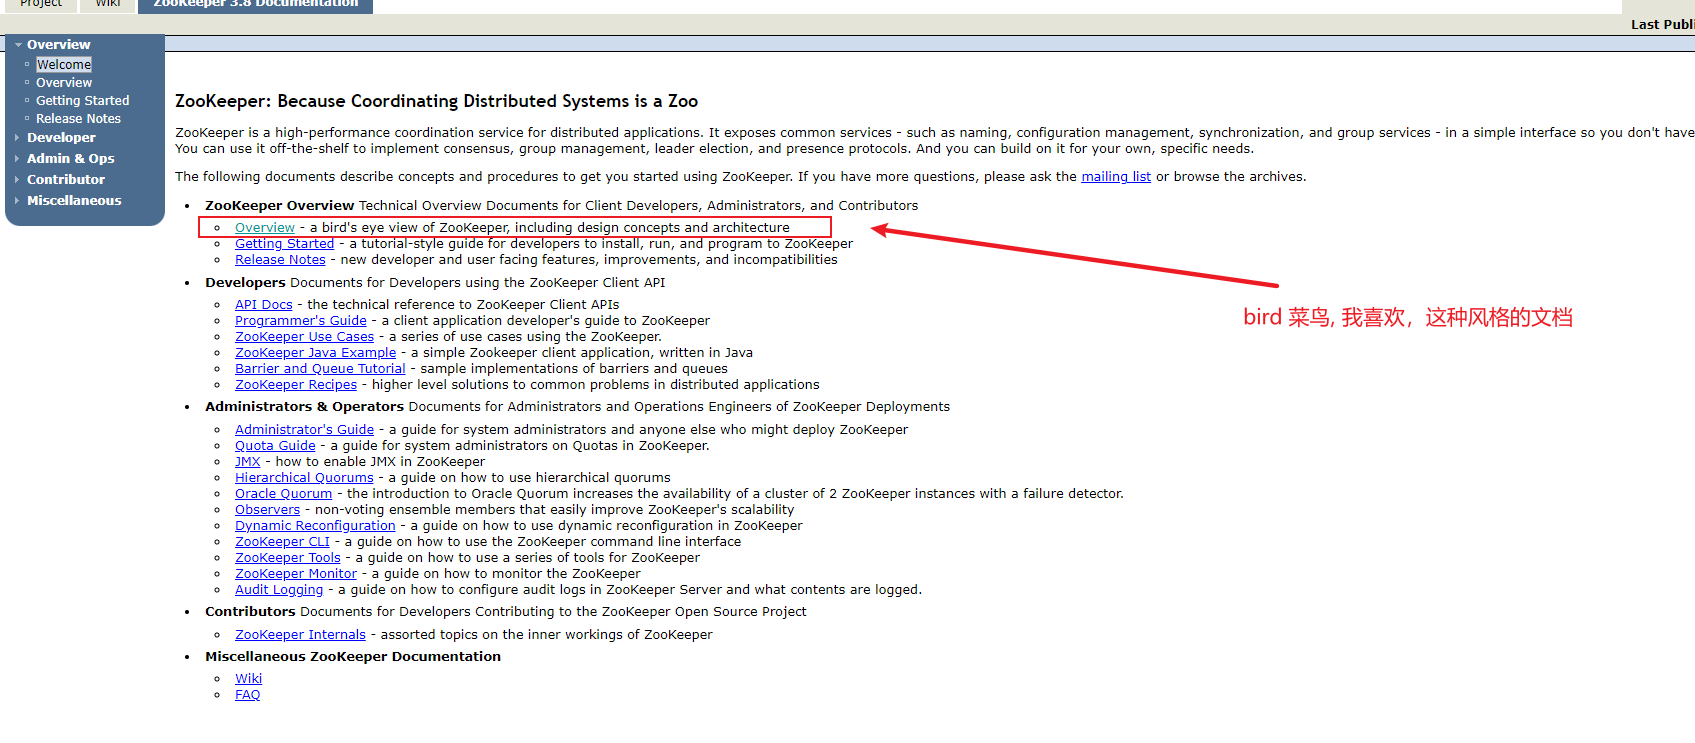 Project Wiki ZooKeeper 3.8 Documentation
Last Publi
Overview
Welcome
Overview
Getting Started
Release Notes
Developer
Admin & Ops
Contributor
Miscellaneous
ZooKeeper: Because Coordinating Distributed Systems is a Zoo
ZooKeeper is a high-performance coordination service for distributed applications. It exposes common services - such as naming, configuration management, synchronization, and group services - in a simple interface so you don't have
You can use it off-the-shelf to implement consensus, group management, leader election, and presence protocols. And you can build on it for your own, specific needs.
The following documents describe concepts and procedures to get you started using ZooKeeper. If you have more questions, please ask the mailing list or browse the archives.
ZooKeeper Overview Technical Overview Documents for Client Developers, Administrators, and Contributors
Overview - a bird's eye view of ZooKeeper, including design concepts and architecture
Getting Started - a tutorial-style guide for developers to install, run, and program to ZooKeeper
Release Notes - new developer and user facing features, improvements, and incompatibilities
Developers Documents for Developers using the ZooKeeper Client API
API Docs - the technical reference to ZooKeeper Client APIs
bird 菜鸟, 我喜欢，这种风格的文档
Programmer's Guide - a client application developer's guide to ZooKeeper
ZooKeeper Use Cases - a series of use cases using the ZooKeeper.
ZooKeeper Java Example - a simple Zookeeper client application, written in Java
Barrier and Queue Tutorial - sample implementations of barriers and queues
ZooKeeper Recipes - higher level solutions to common problems in distributed applications
Administrators & Operators Documents for Administrators and Operations Engineers of ZooKeeper Deployments
Administrator's Guide - a guide for system administrators and anyone else who might deploy ZooKeeper
Quota Guide - a guide for system administrators on Quotas in ZooKeeper.
JMX - how to enable JMX in ZooKeeper
Hierarchical Quorums - a guide on how to use hierarchical quorums
Oracle Quorum - the introduction to Oracle Quorum increases the availability of a cluster of 2 ZooKeeper instances with a failure detector.
Observers - non-voting ensemble members that easily improve ZooKeeper's scalability
Dynamic Reconfiguration - a guide on how to use dynamic reconfiguration in ZooKeeper
ZooKeeper CLI - a guide on how to use the ZooKeeper command line interface
ZooKeeper Tools - a guide on how to use a series of tools for ZooKeeper
ZooKeeper Monitor - a guide on how to monitor the ZooKeeper
Audit Logging - a guide on how to configure audit logs in ZooKeeper Server and what contents are logged.
Contributors Documents for Developers Contributing to the ZooKeeper Open Source Project
ZooKeeper Internals - assorted topics on the inner workings of ZooKeeper
Miscellaneous ZooKeeper Documentation
Wiki
FAQ